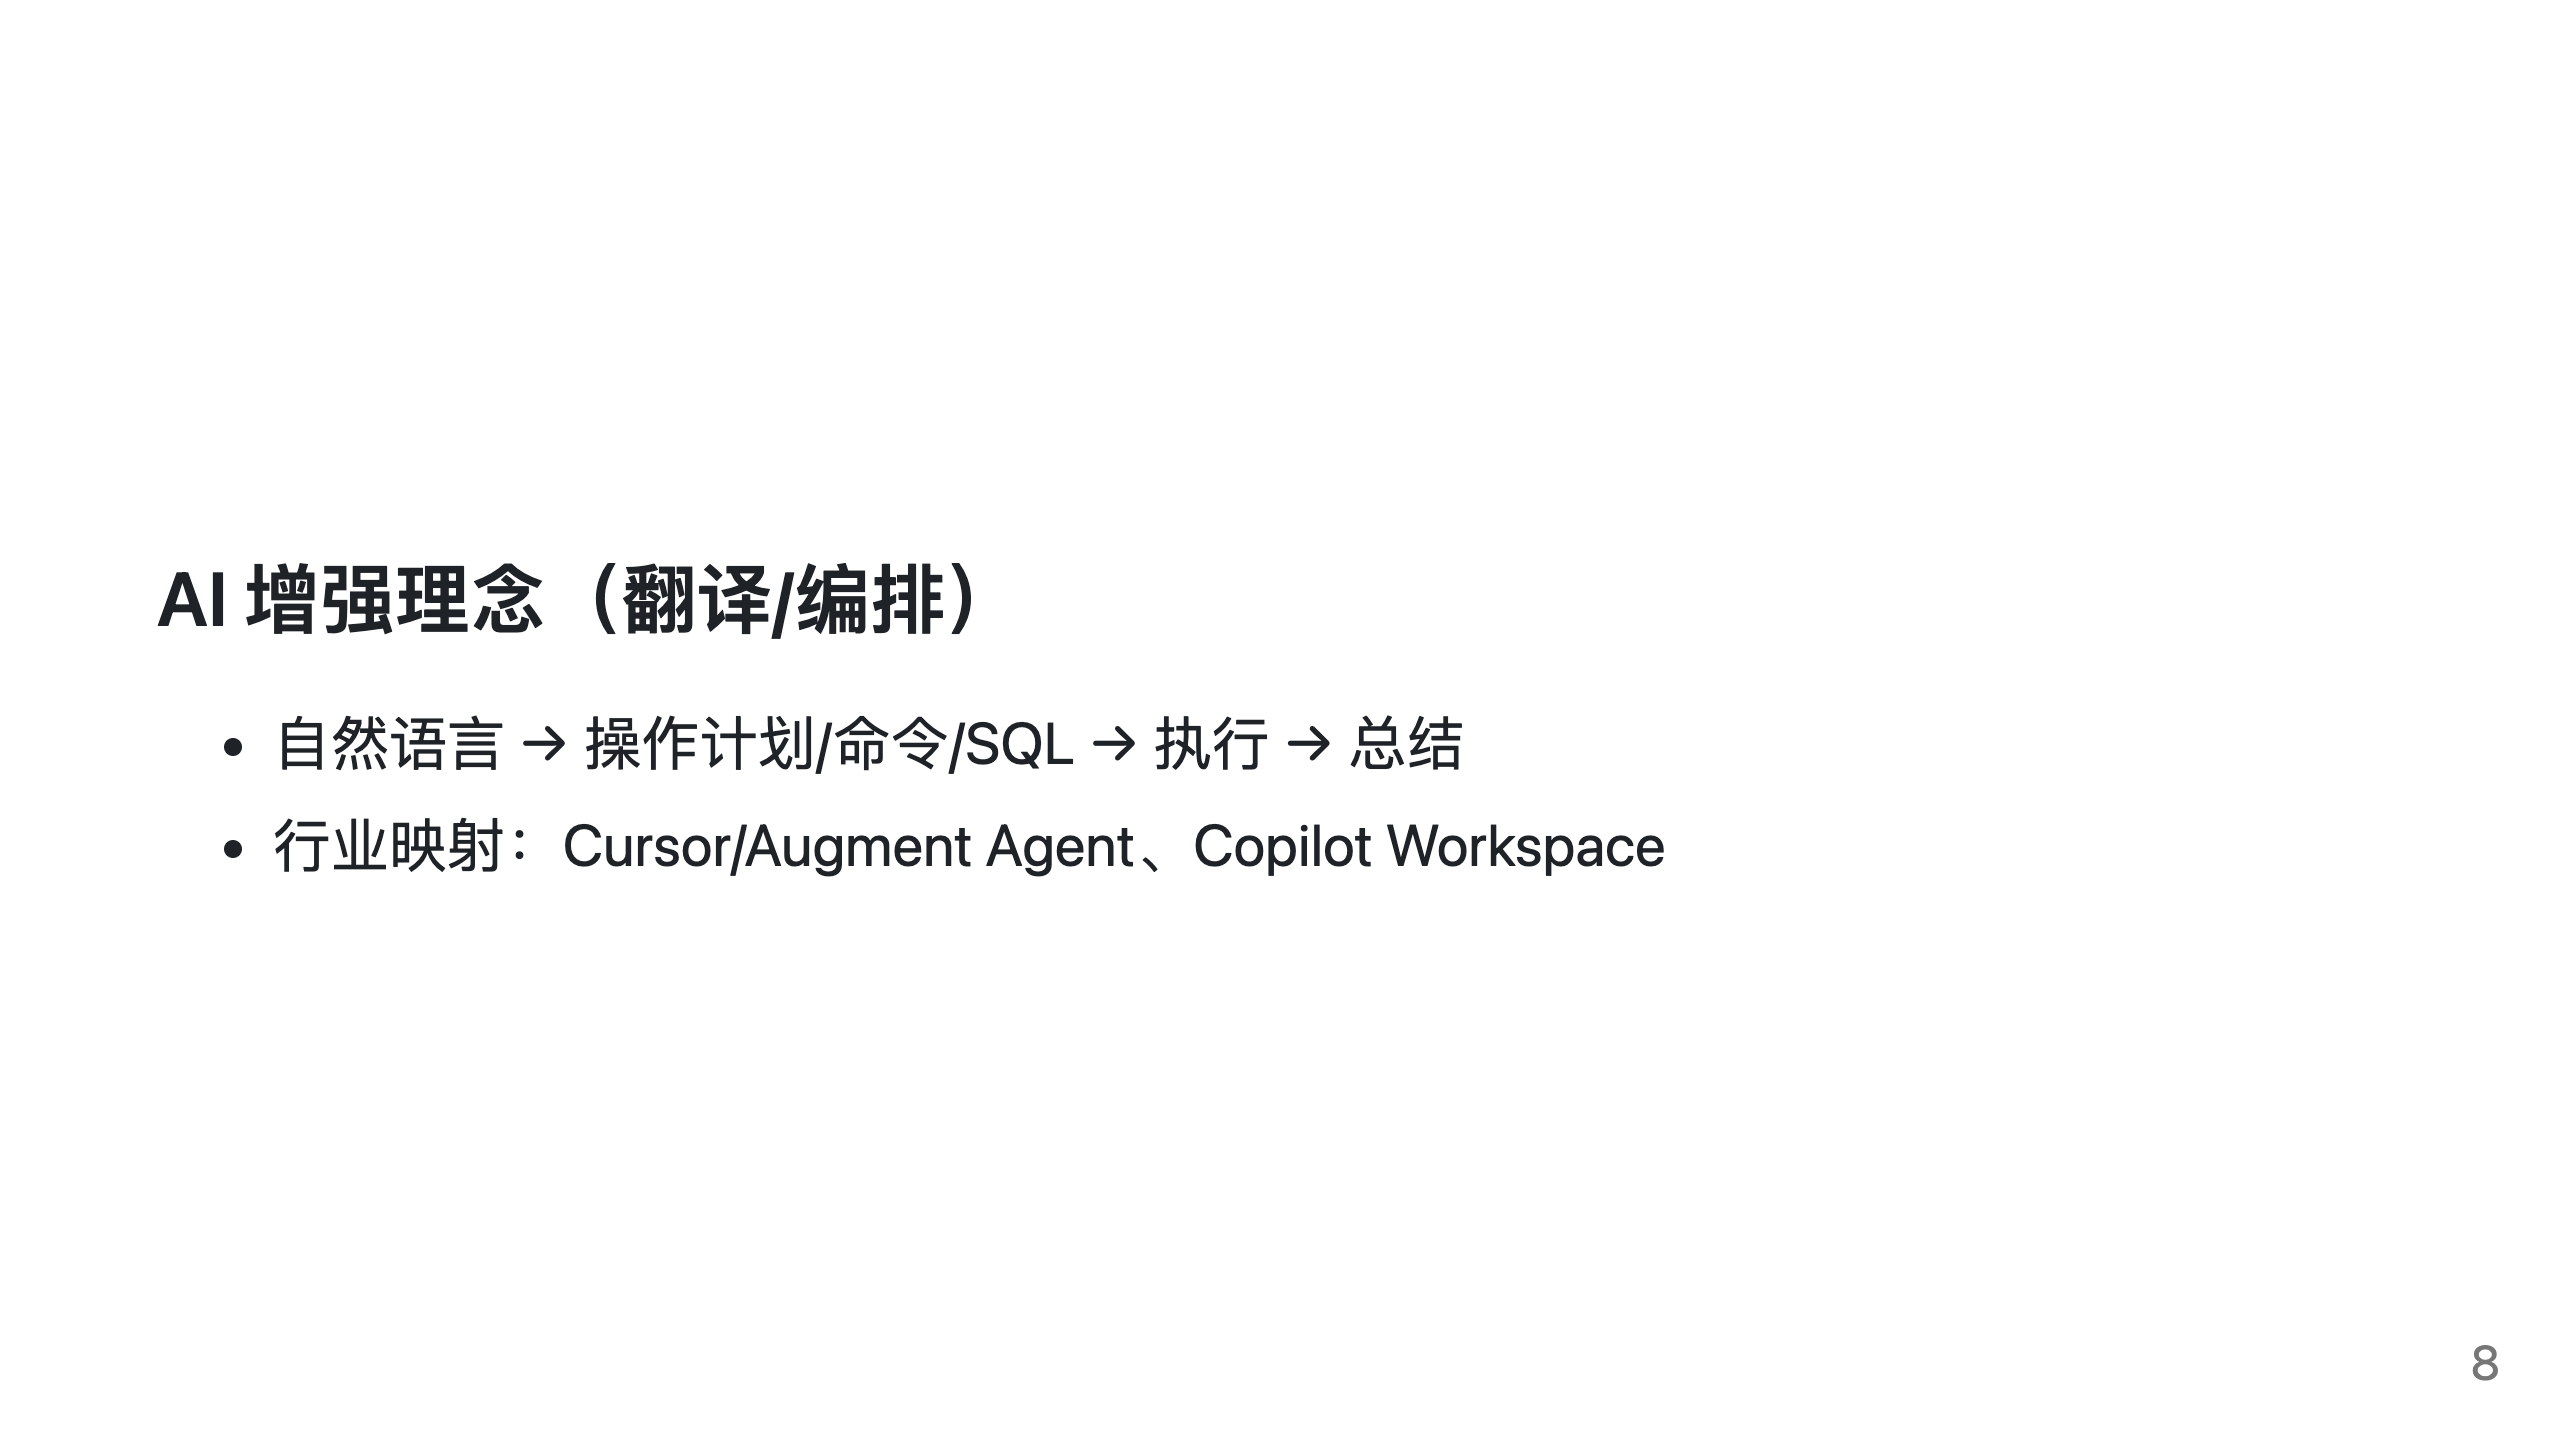 AI 增强理念（翻译/编排）
• 自然语言 → 操作计划/命令/SQL → 执行 → 总结
• 行业映射：Cursor/Augment Agent、Copilot Workspace
8